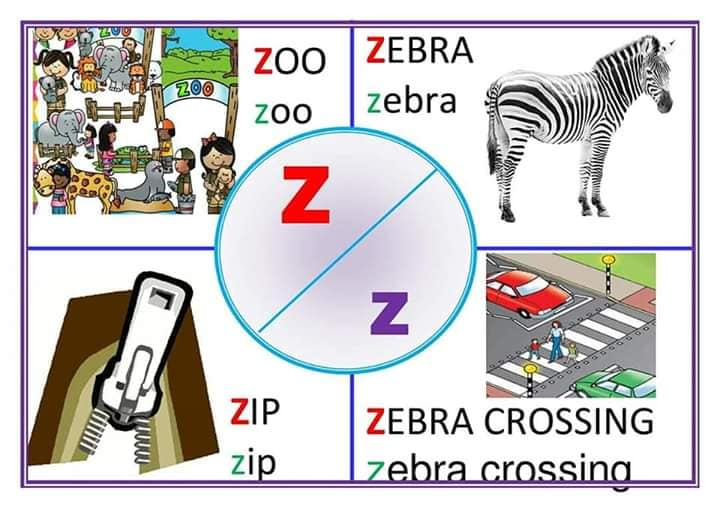 ZOO
ZOO
ZOO
zoo
ZEBRA
zebra
Z
z
ZIP
zip
ZEBRA CROSSING
zebra crossing